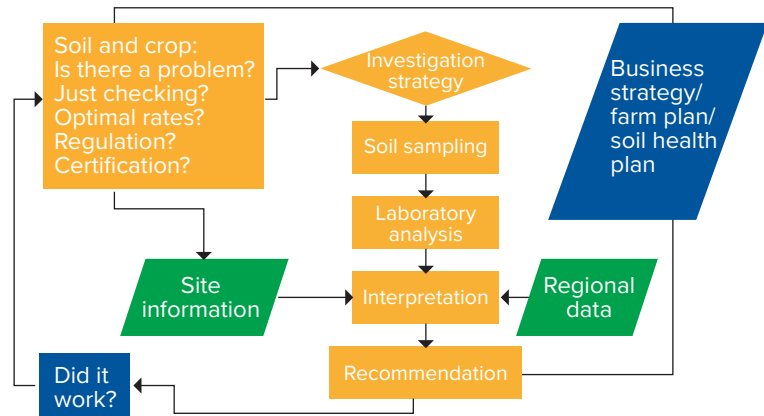 Soil and crop:
Is there a problem?
Just checking?
Optimal rates?
Regulation?
Certification?
Investigation
strategy
Business
strategy/
farm plan/
soil health
plan
Soil sampling
Laboratory
analysis
Site
information
Interpretation
Regional
data
Did it
work?
Recommendation